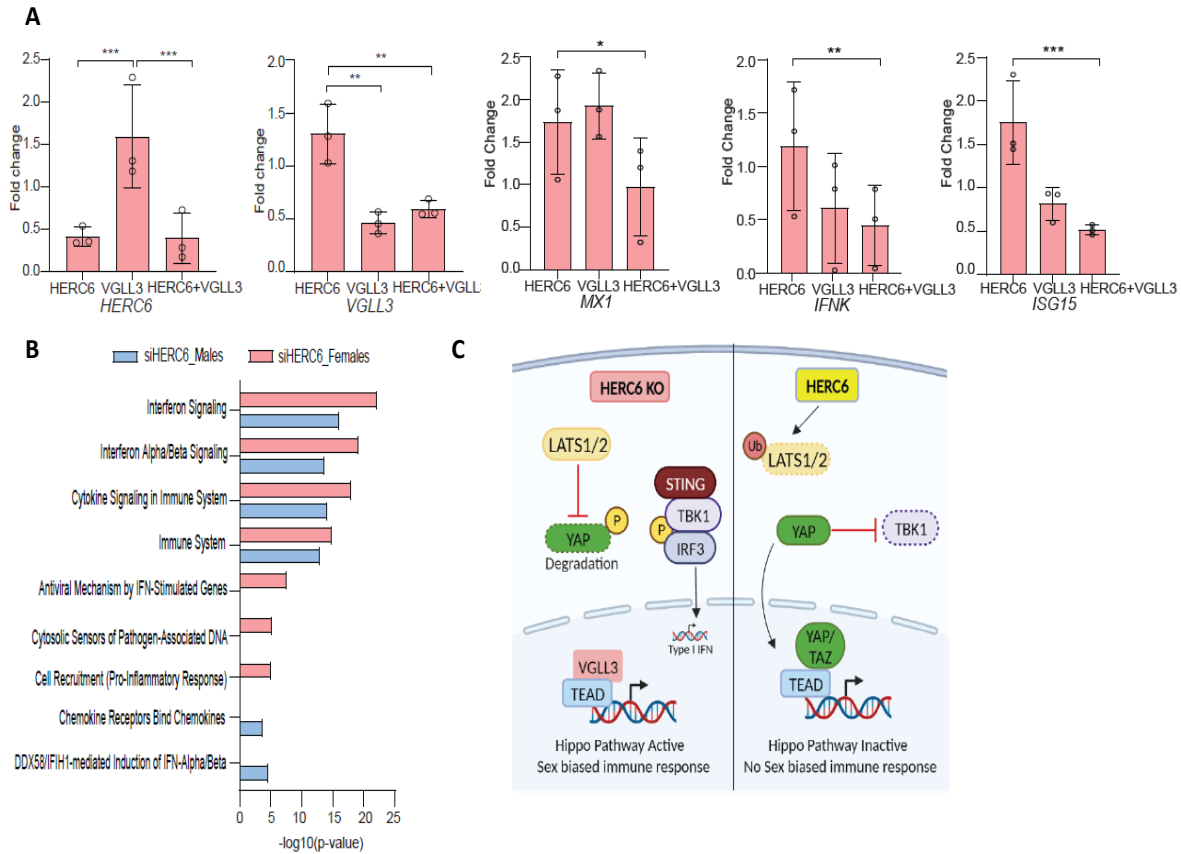 A
***
***
2.5
2.0
1.5
1.0
0.5
0.0
Fold change
HERC6 VGLL3 HERC6+VGLL3
HERC6
**
**
2.0
1.5
1.0
0.5
0.0
Fold change
HERC6 VGLL3 HERC6+VGLL3
VGLL3
*
2.5
2.0
1.5
1.0
0.5
0.0
Fold Change
HERC6 VGLL3 HERC6+VGLL3
MX1
**
2.0
1.5
1.0
0.5
0.0
Fold Change
HERC6 VGLL3 HERC6+VGLL3
IFNK
***
2.5
2.0
1.5
1.0
0.5
0.0
Fold Change
HERC6 VGLL3 HERC6+VGLL3
ISG15
B
siHERC6_Males
siHERC6_Females
Interferon Signaling
Interferon Alpha/Beta Signaling
Cytokine Signaling in Immune System
Immune System
Antiviral Mechanism by IFN-Stimulated Genes
Cytosolic Sensors of Pathogen-Associated DNA
Cell Recruitment (Pro-Inflammatory Response)
Chemokine Receptors Bind Chemokines
DDX58/IFIH1-mediated Induction of IFN-Alpha/Beta
0 5 10 15 20 25
-log10(p-value)
C
HERC6 KO
LATS1/2
P
YAP
Degradation
STING
TBK1
P
IRF3
Type I IFN
VGLL3
TEAD
Hippo Pathway Active
Sex biased immune response
HERC6
Ub
LATS1/2
YAP
TBK1
YAP/
TAZ
TEAD
Hippo Pathway Inactive
No Sex biased immune response